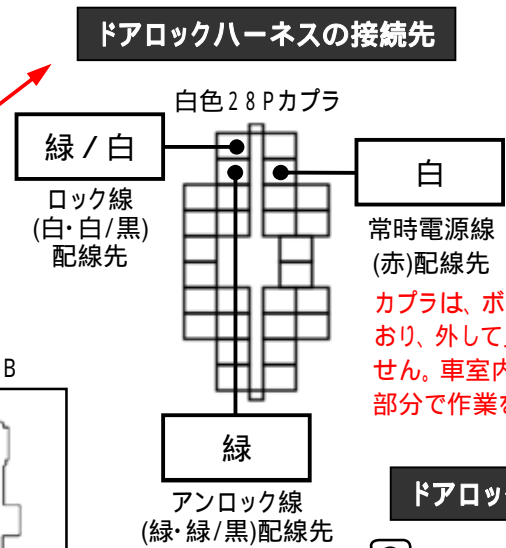 ドアロックハーネスの接続先
白色28Pカプラ
緑/白
ロック線
(白・白/黒)
配線先
白
常時電源線
(赤)配線先
カプラは、ボ
おり、外して
せん。車室内
部分で作業
B
緑
アンロック線
(緑・緑/黒)配線先
ドアロッ